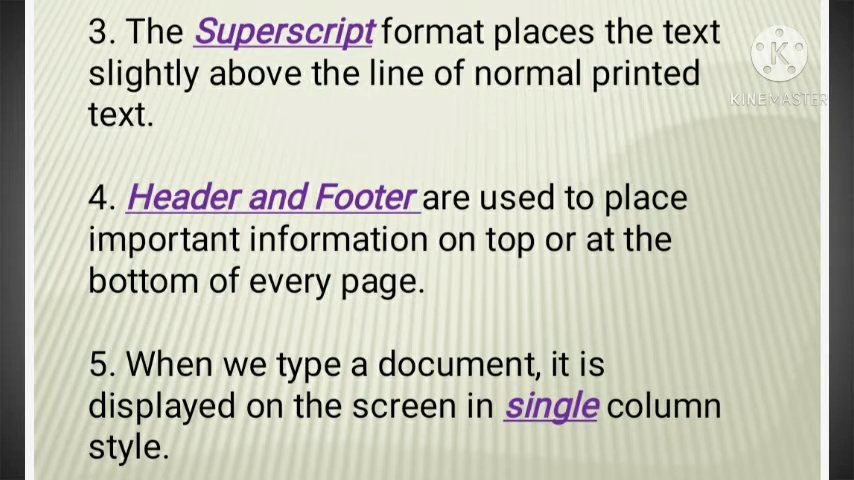 3. The Superscript format places the text
slightly above the line of normal printed
text.
4. Header and Footer are used to place
important information on top or at the
bottom of every page.
5. When we type a document, it is
displayed on the screen in single column
style.
K
KINEMASTER